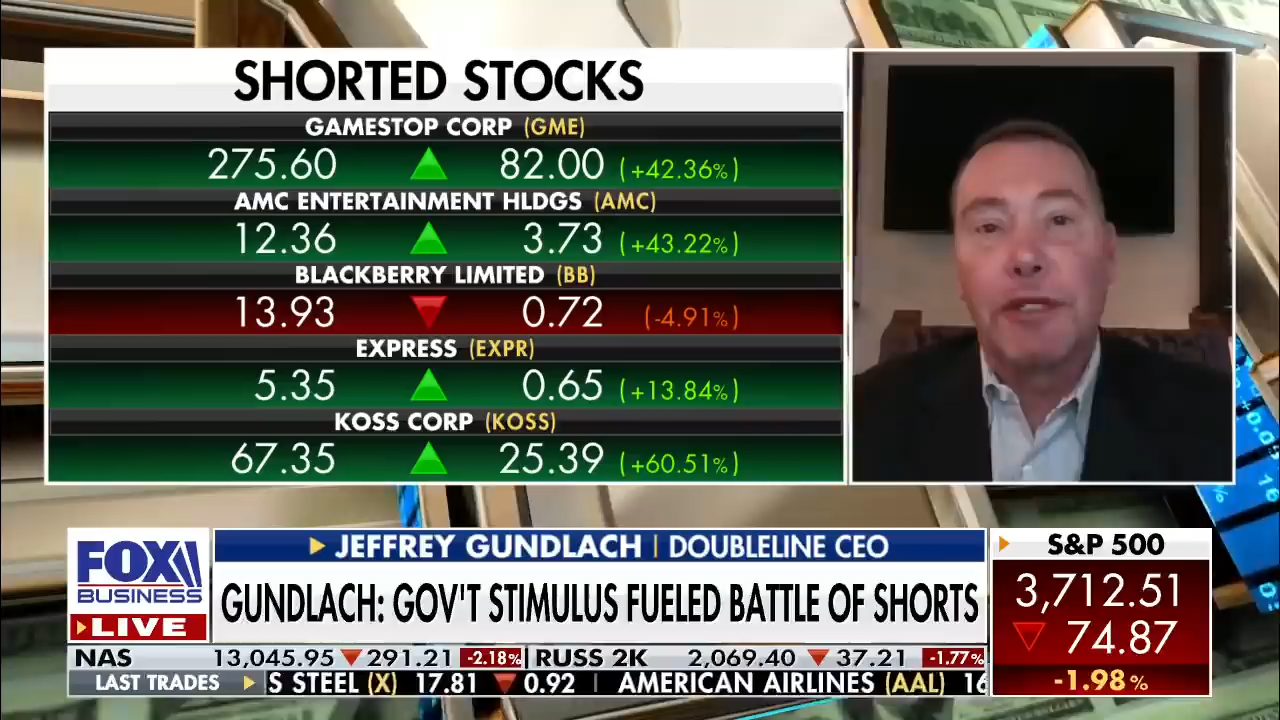 SHORTED STOCKS
GAMESTOP CORP (GME)
275.60 ▲ 82.00 (+42.36%)
AMC ENTERTAINMENT HLDGS (AMC)
12.36 ▲ 3.73 (+43.22%)
BLACKBERRY LIMITED (BB)
13.93 ▼ 0.72 (-4.91%)
EXPRESS (EXPR)
5.35 ▲ 0.65 (+13.84%)
KOSS CORP (KOSS)
67.35 ▲ 25.39 (+60.51%)
FOX
BUSINESS
LIVE
JEFFREY GUNDLACH | DOUBLELINE CEO
GUNDLACH: GOV'T STIMULUS FUELED BATTLE OF SHORTS
S&P 500
3,712.51
▼ 74.87
-1.98%
NAS 13,045.95 ▼ 291.21 -2.18% RUSS 2K 2,069.40 ▼ 37.21 -1.77%
LAST TRADES S STEEL (X) 17.81 ▼ 0.92 | AMERICAN AIRLINES (AAL) 16